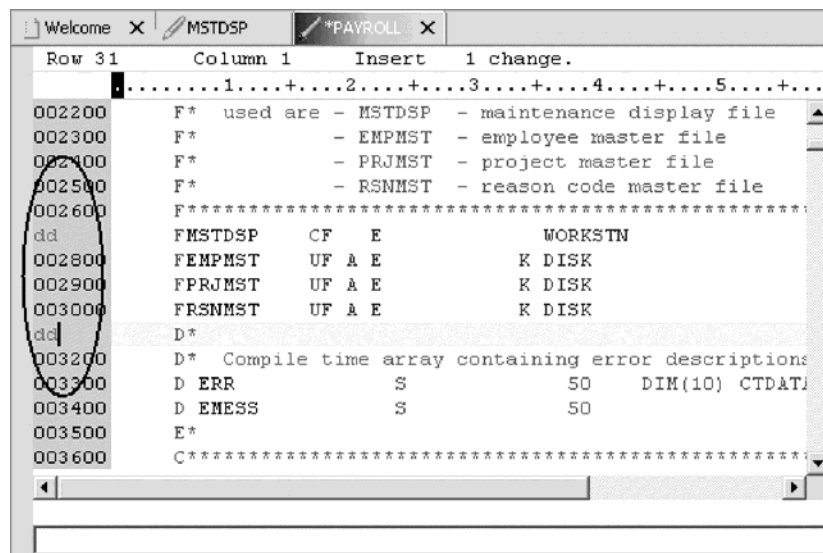 Welcome X MSTDSP *PAYROLL X
Row 31 Column 1 Insert 1 change.
.........1....+....2....+....3....+....4....+....5....+...
002200 F* used are - MSTDSP - maintenance display file
002300 F* - EMPMST - employee master file
002400 F* - PRJMST - project master file
002500 F* - RSNMST - reason code master file
002600 F**************************************************
dd FMSTDSP CF E WORKSTN
002800 FEMPMST UF A E K DISK
002900 FPRJMST UF A E K DISK
003000 FRSNMST UF A E K DISK
dd D*
003200 D* Compile time array containing error descriptions
003300 D ERR S 50 DIM(10) CTDATA
003400 D EMESS S 50
003500 E*
003600 C**************************************************